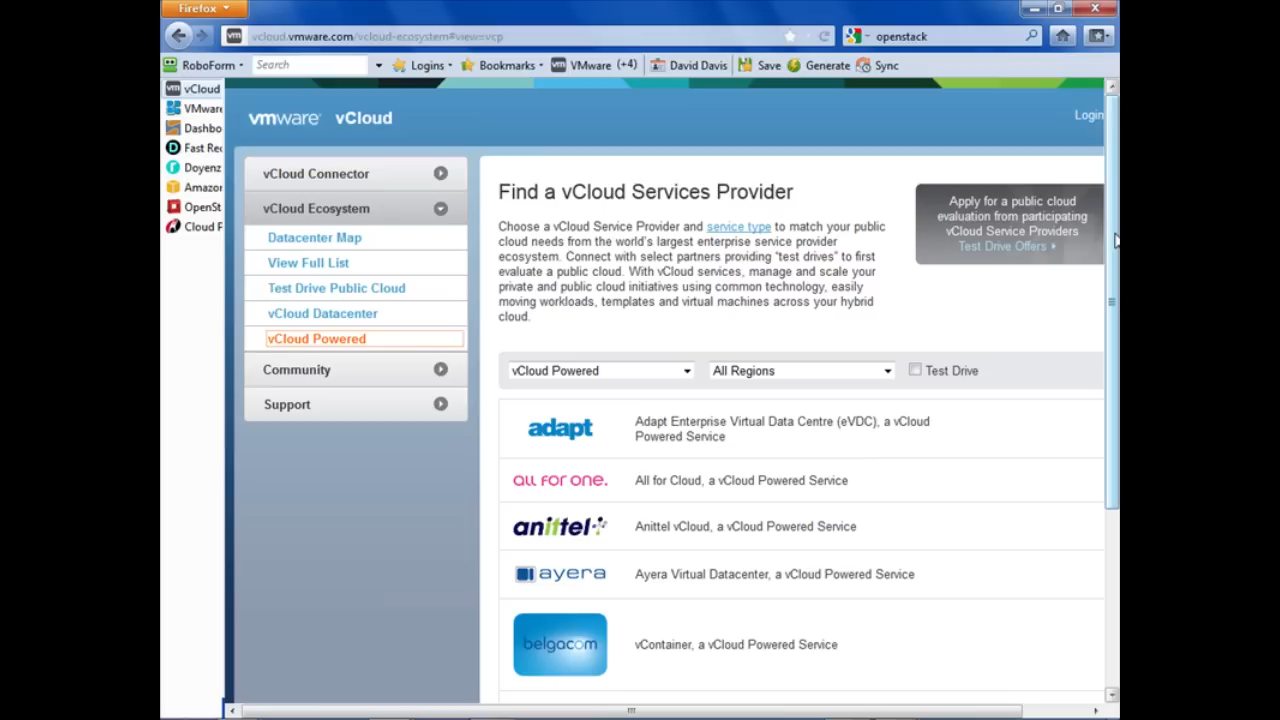 Firefox
vcloud.vmware.com/vcloud-ecosystem#view=vcp
openstack
RoboForm
Search
Logins
Bookmarks
VMware (+4)
David Davis
Save
Generate
Sync
vCloud
VMware
Dashbo
Fast Rec
Doyenz
Amazor
OpenSt
Cloud P
vmware vCloud
Login
vCloud Connector
vCloud Ecosystem
Datacenter Map
View Full List
Test Drive Public Cloud
vCloud Datacenter
vCloud Powered
Community
Support
Find a vCloud Services Provider
Choose a vCloud Service Provider and service type to match your public
cloud needs from the world's largest enterprise service provider
ecosystem. Connect with select partners providing “test drives” to first
evaluate a public cloud. With vCloud services, manage and scale your
private and public cloud initiatives using common technology, easily
moving workloads, templates and virtual machines across your hybrid
cloud.
Apply for a public cloud
evaluation from participating
vCloud Service Providers
Test Drive Offers
vCloud Powered
All Regions
Test Drive
adapt
Adapt Enterprise Virtual Data Centre (eVDC), a vCloud
Powered Service
ALL FOR ONE.
All for Cloud, a vCloud Powered Service
anittel
Anittel vCloud, a vCloud Powered Service
ayera
Ayera Virtual Datacenter, a vCloud Powered Service
belgacom
vContainer, a vCloud Powered Service